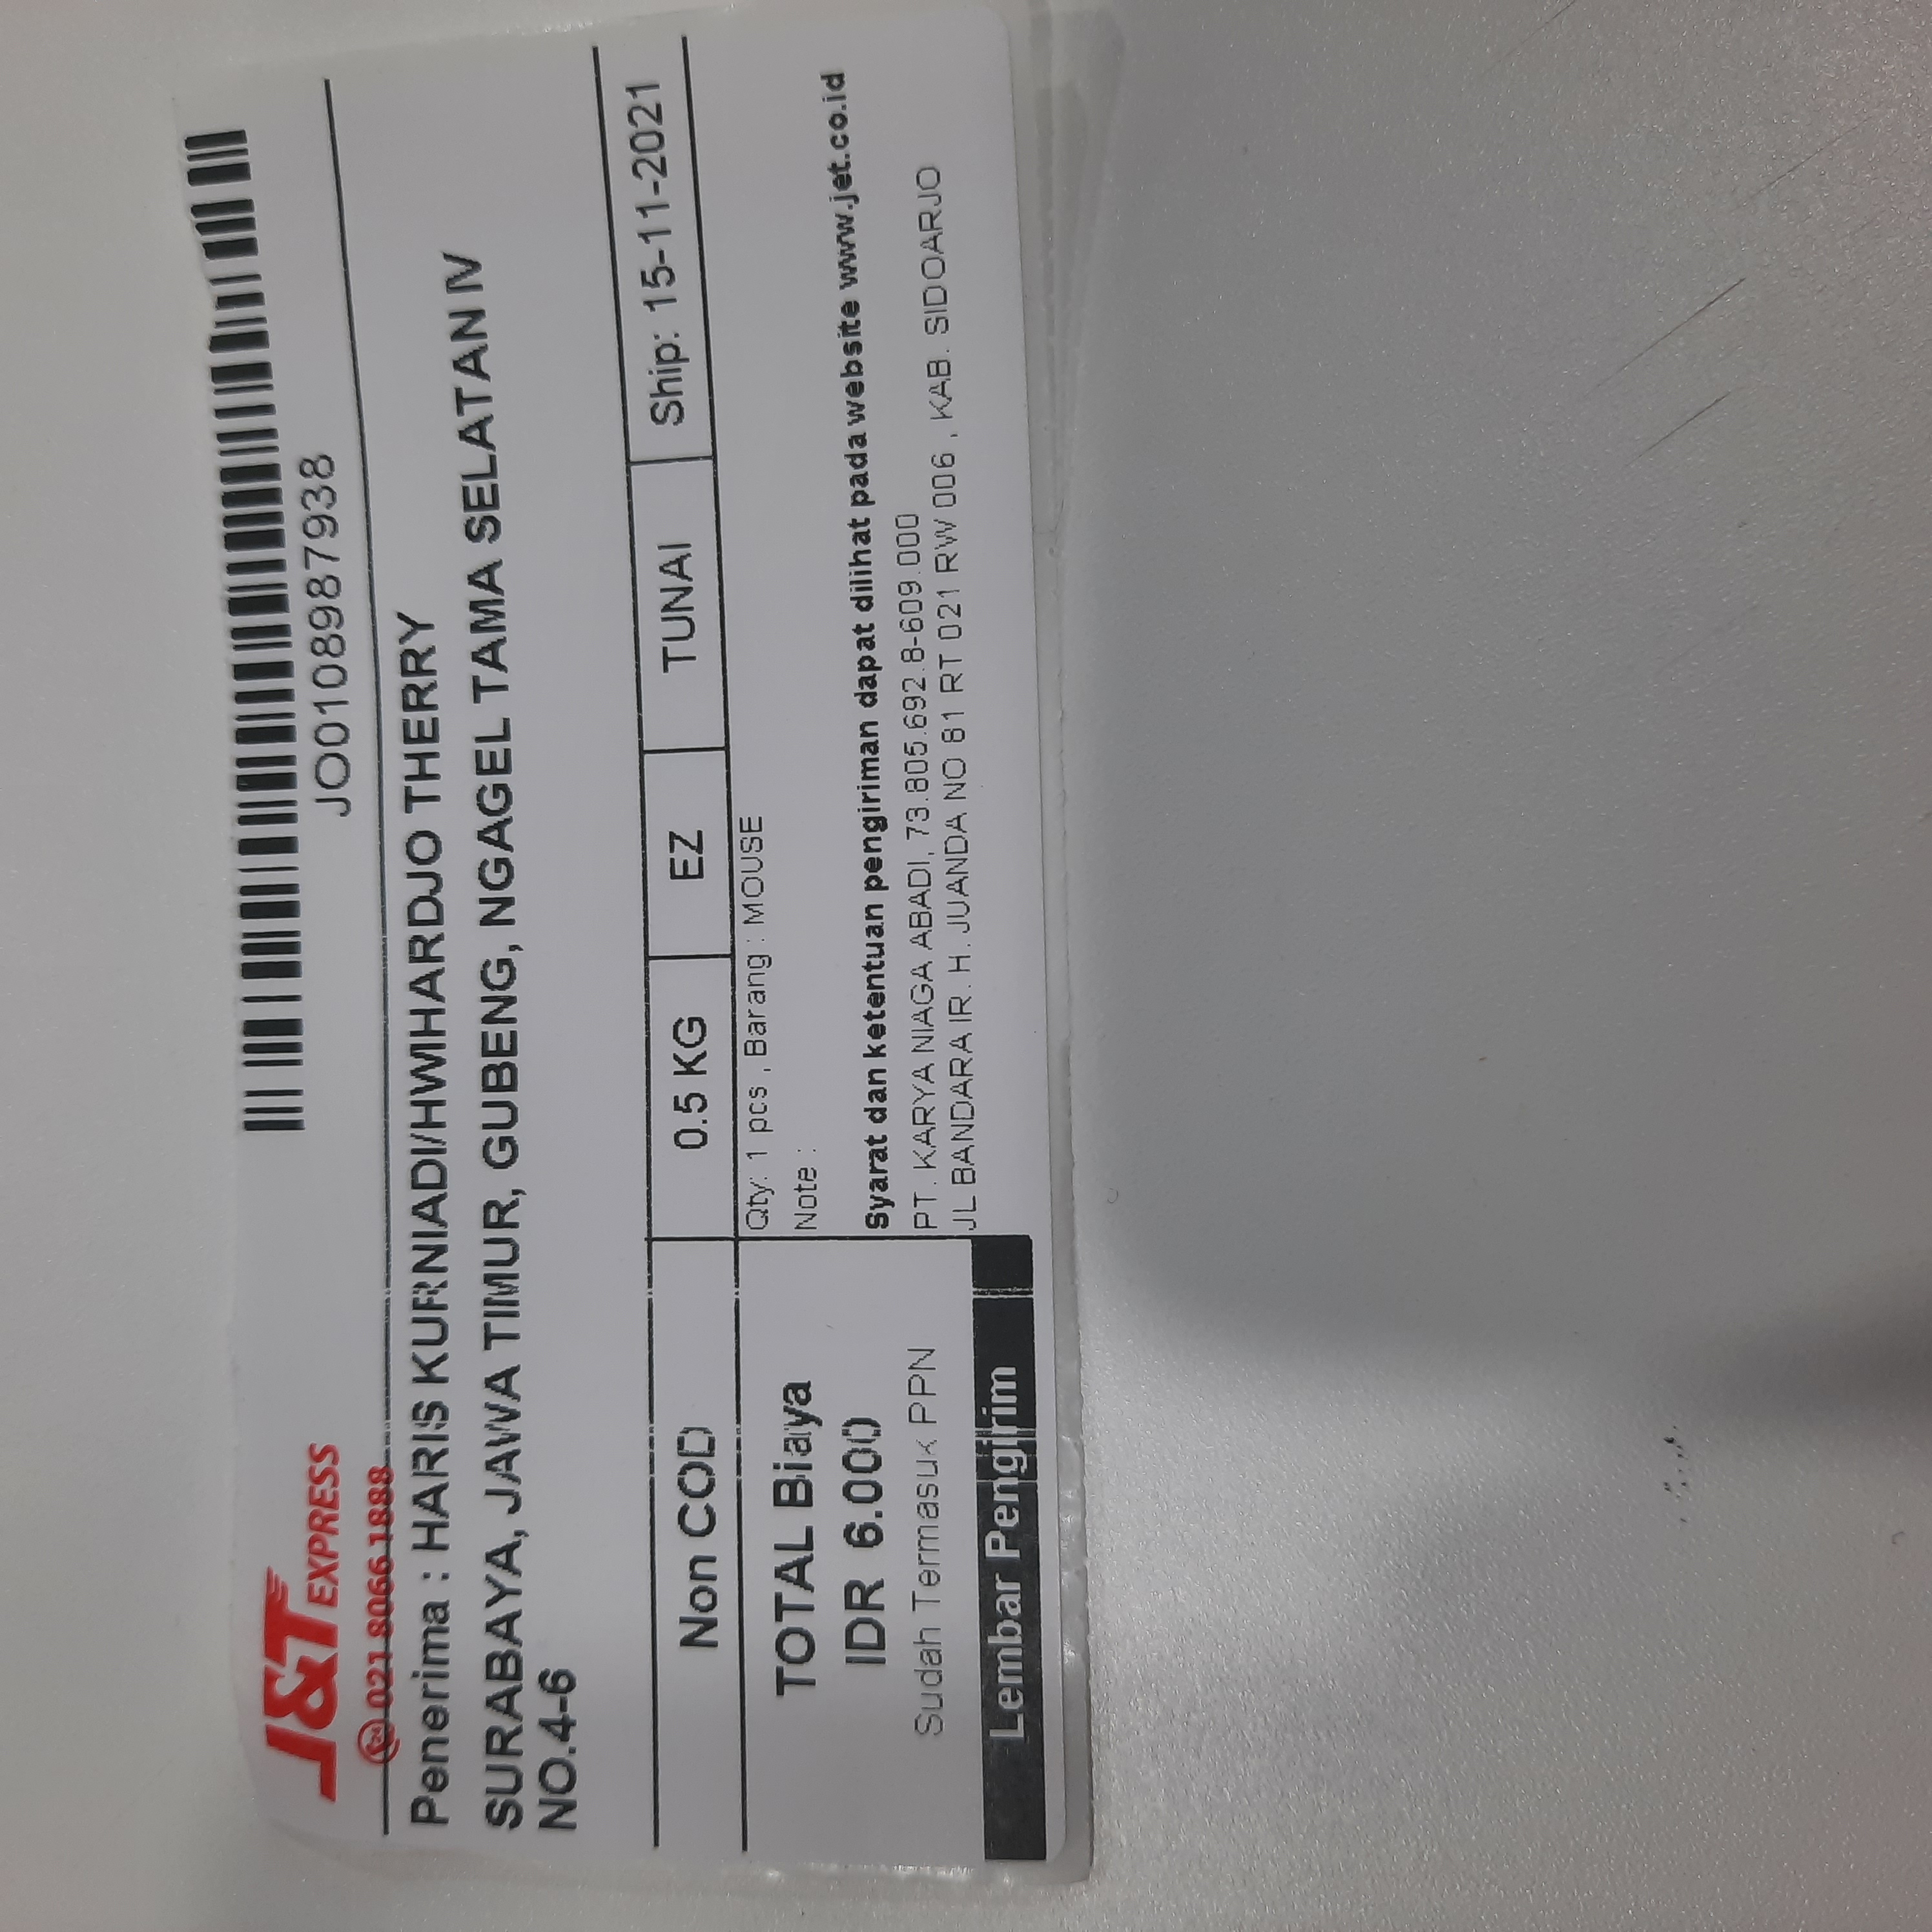 J&T EXPRESS
JO0108987938
24 021 8066 1888
Penerima : HARIS KURNIADI/HWIHARDJO THERRY
SURABAYA, JAWA TIMUR, GUBENG, NGAGEL TAMA SELATAN IV
NO.4-6
Non COD 0.5 KG EZ TUNAI Ship: 15-11-2021
TOTAL Biaya
IDR 6.000
Sudah Termasuk PPN
Lembar Pengirim
Qty: 1 pcs , Barang : MOUSE
Note :
Syarat dan ketentuan pengiriman dapat dilihat pada website www.jet.co.id
PT. KARYA NIAGA ABADI, 73.805.692.8-609.000
JL BANDARA IR. H. JUANDA NO 81 RT 021 RW 006 , KAB. SIDOARJO